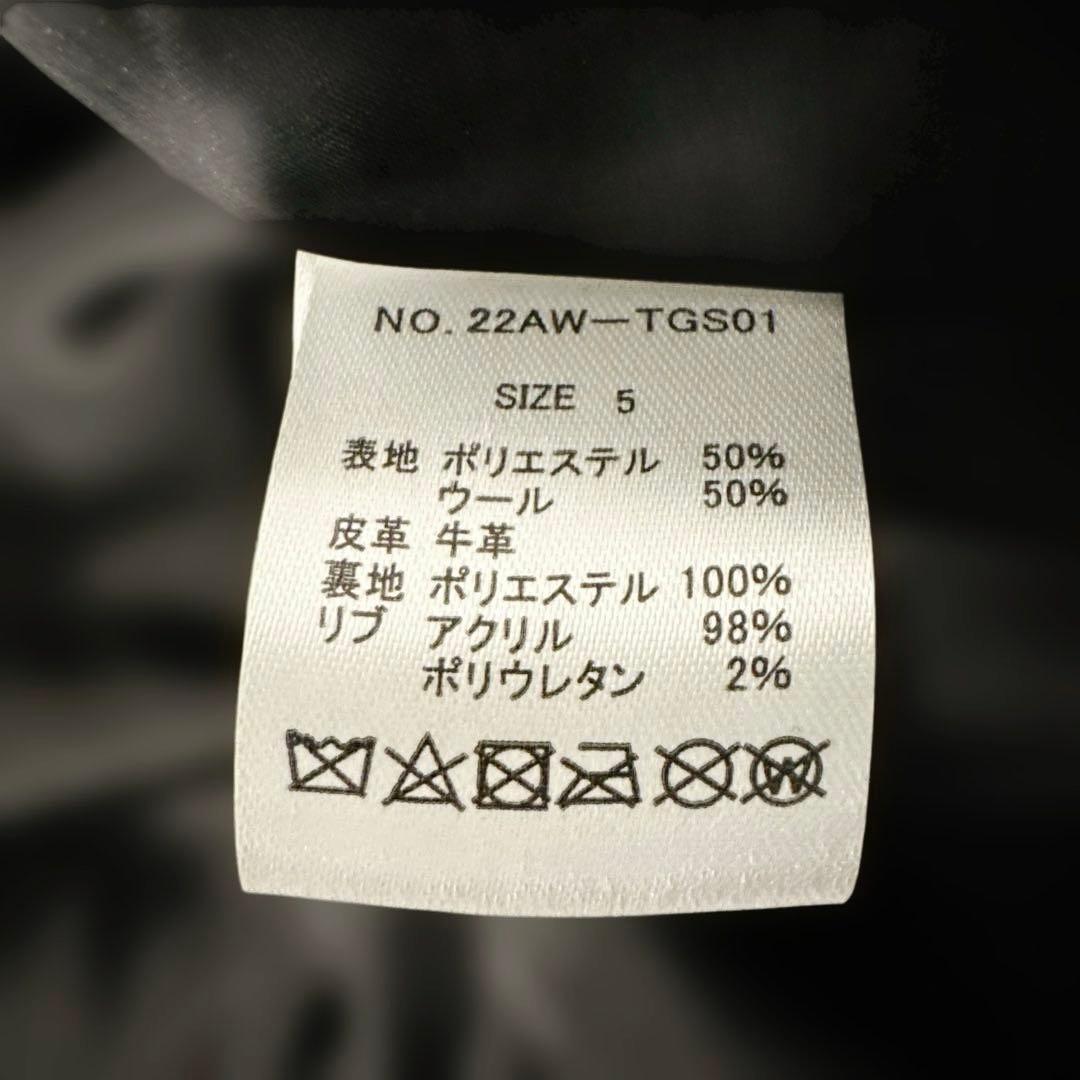 NO. 22AW-TGS01
SIZE 5
表地 ポリエステル 50%
ウール 50%
皮革 牛革
裏地 ポリエステル 100%
リブ アクリル 98%
ポリウレタン 2%
W